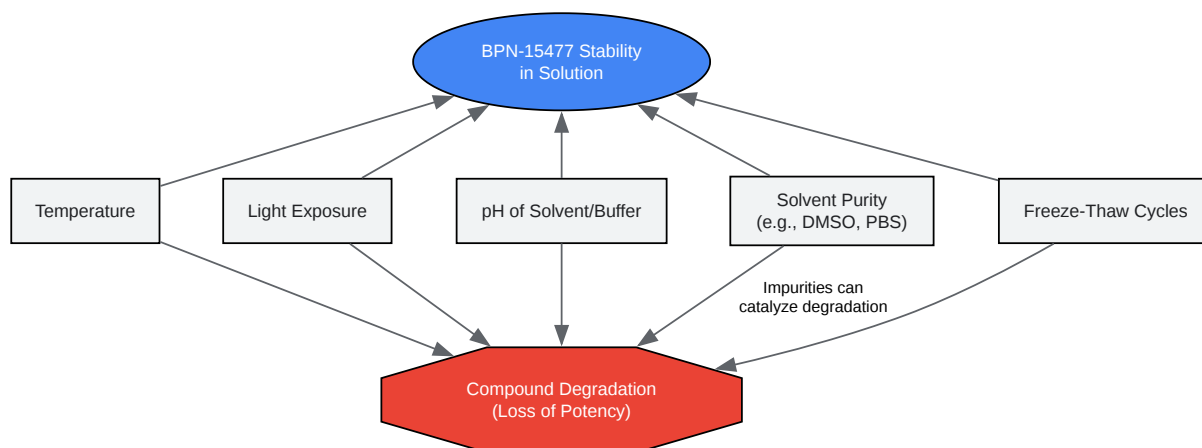 BPN-15477 Stability
in Solution
Temperature
Light Exposure
pH of Solvent/Buffer
Solvent Purity
(e.g., DMSO, PBS)
Freeze-Thaw Cycles
Impurities can
catalyze degradation
Compound Degradation
(Loss of Potency)